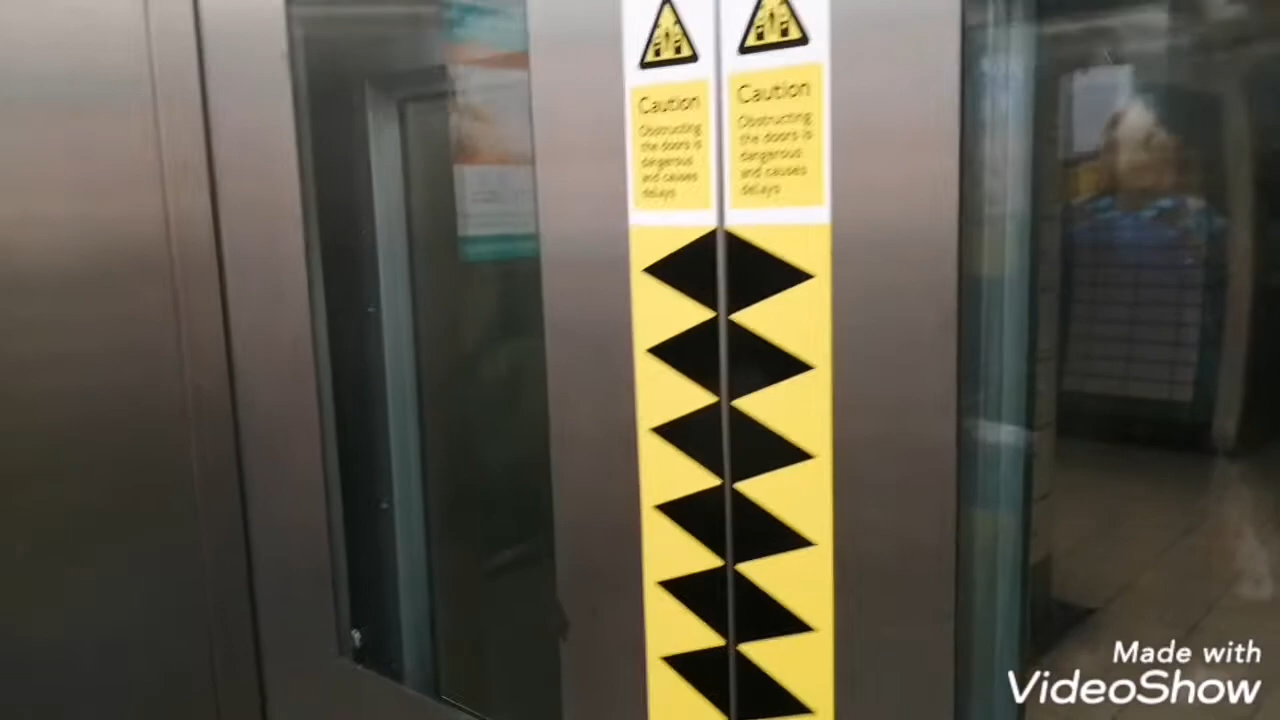 Caution
Obstructing
the doors is
dangerous
and causes
delays
Caution
Obstructing
the doors is
dangerous
and causes
delays
Made with
VideoShow